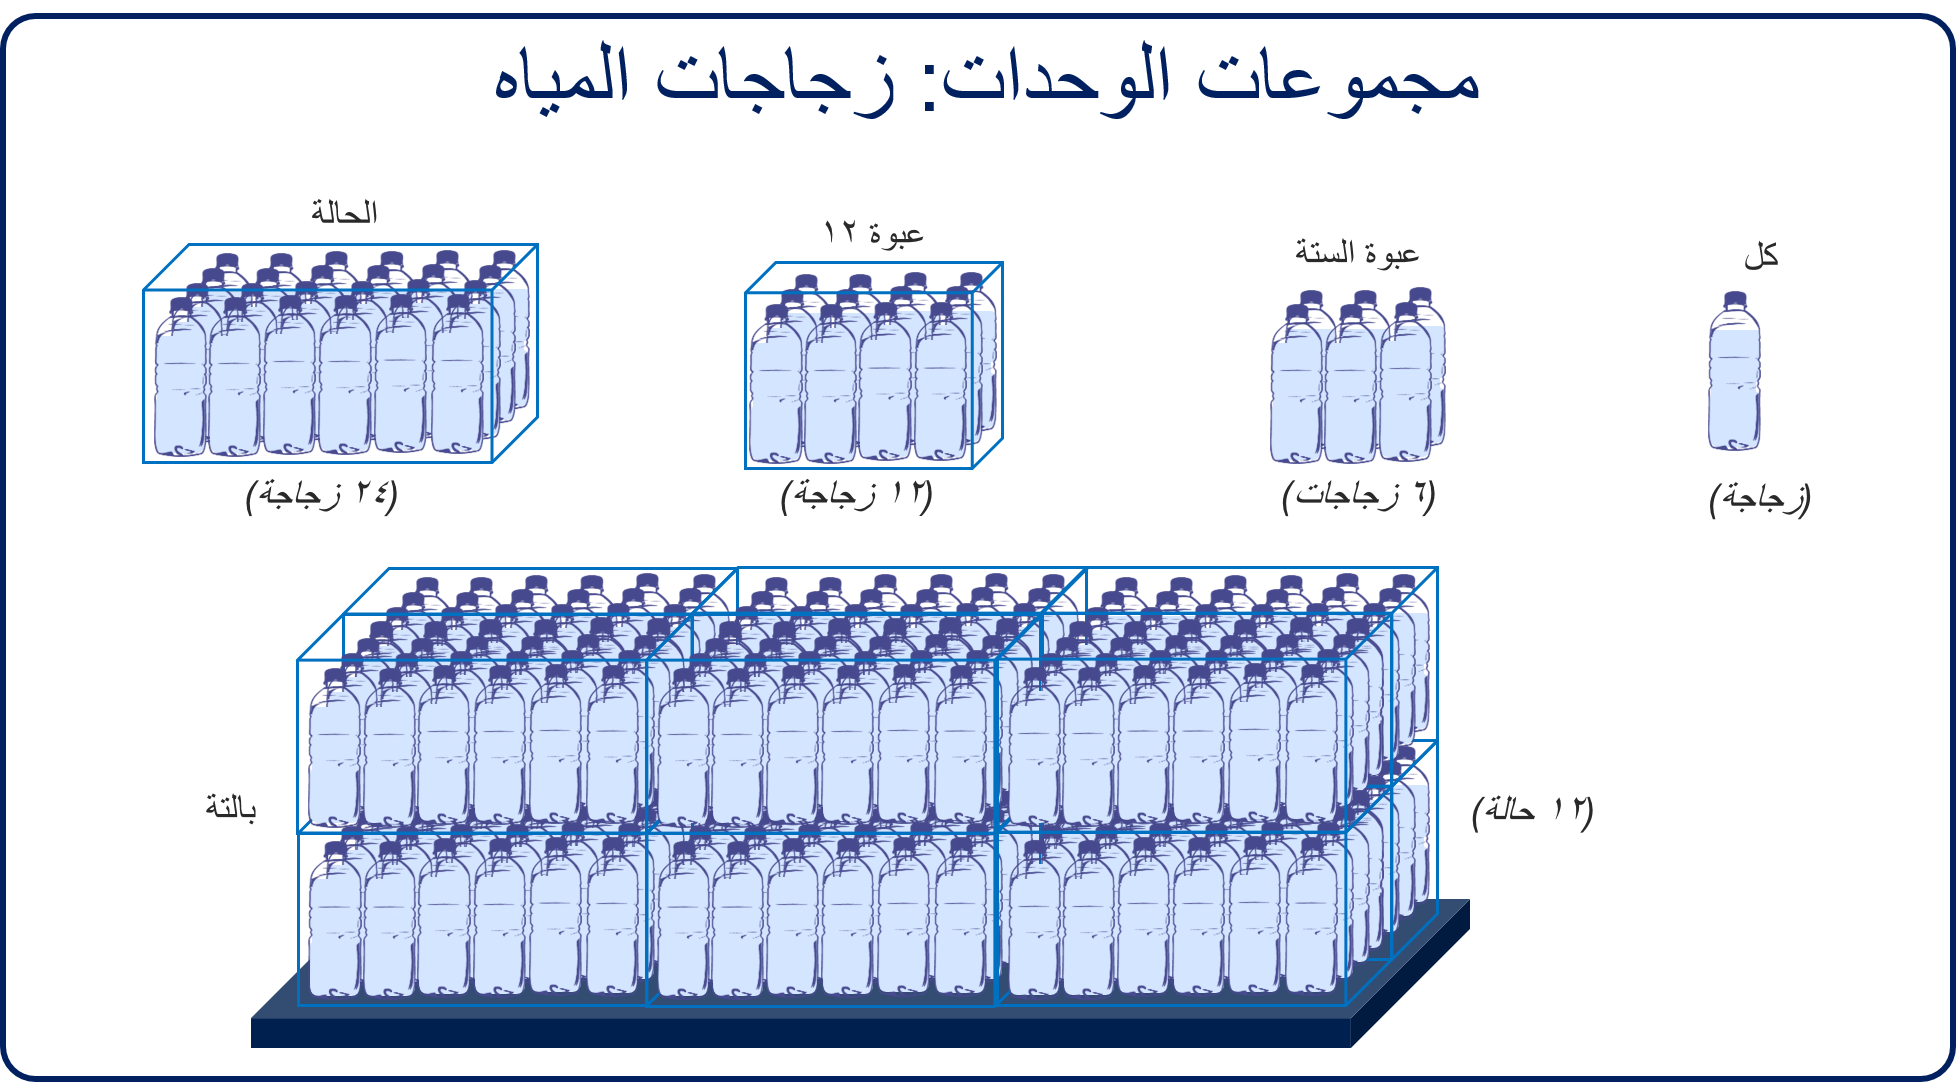 مجموعات الوحدات: زجاجات المياه
كل
(زجاجة)
عبوة الستة
(٦ زجاجات)
عبوة ١٢
(١٢ زجاجة)
الحالة
(٢٤ زجاجة)
(١٢ حالة)
بالتة